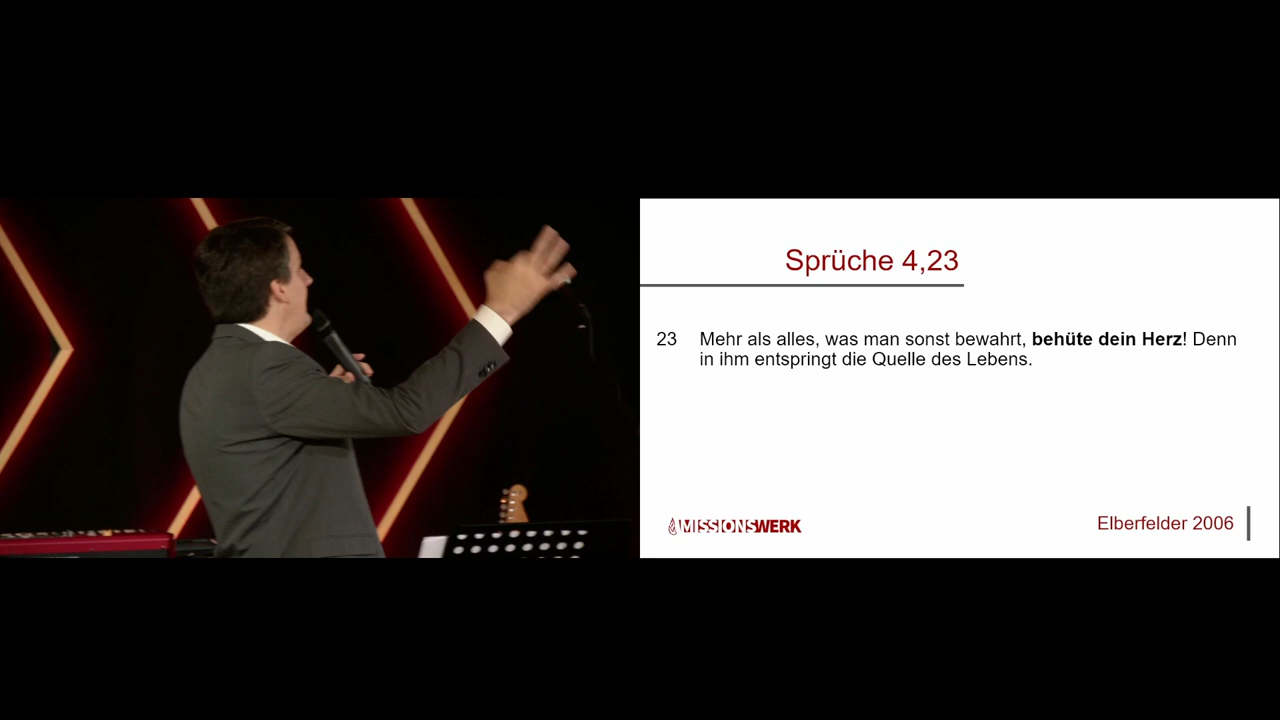 Sprüche 4,23
23 Mehr als alles, was man sonst bewahrt, behüte dein Herz! Denn
in ihm entspringt die Quelle des Lebens.
MISSIONSWERK
Elberfelder 2006